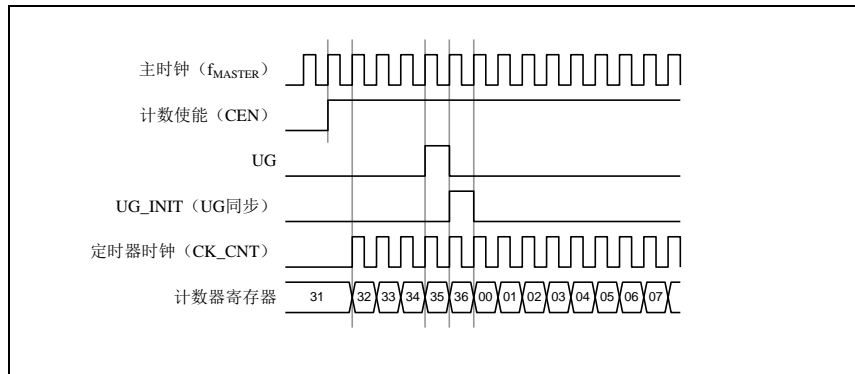 主时钟（fMASTER）
计数使能（CEN）
UG
UG_INIT（UG同步）
定时器时钟（CK_CNT）
计数器寄存器 31 32 33 34 35 36 00 01 02 03 04 05 06 07